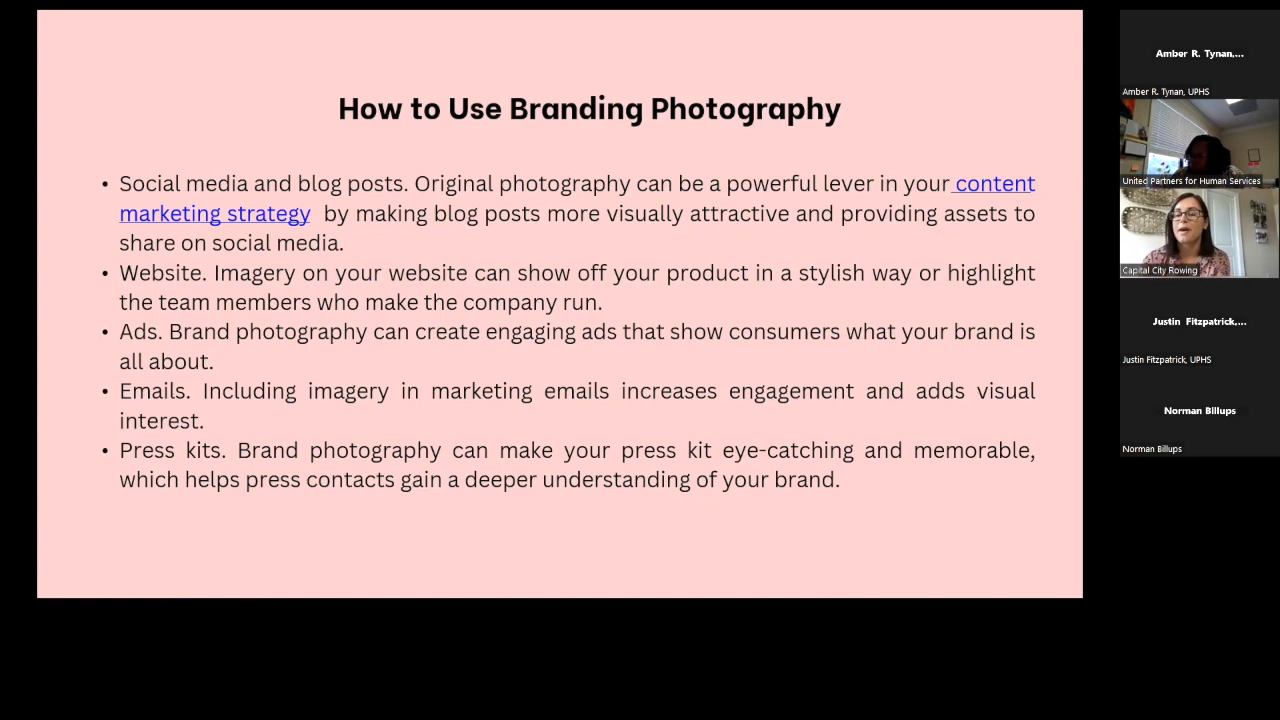 How to Use Branding Photography
• Social media and blog posts. Original photography can be a powerful lever in your content
marketing strategy by making blog posts more visually attractive and providing assets to
share on social media.
• Website. Imagery on your website can show off your product in a stylish way or highlight
the team members who make the company run.
• Ads. Brand photography can create engaging ads that show consumers what your brand is
all about.
• Emails. Including imagery in marketing emails increases engagement and adds visual
interest.
• Press kits. Brand photography can make your press kit eye-catching and memorable,
which helps press contacts gain a deeper understanding of your brand.
Amber R. Tynan,...
Amber R. Tynan, UPHS
United Partners for Human Services
Capital City Rowing
Justin Fitzpatrick,...
Justin Fitzpatrick, UPHS
Norman Billups
Norman Billups